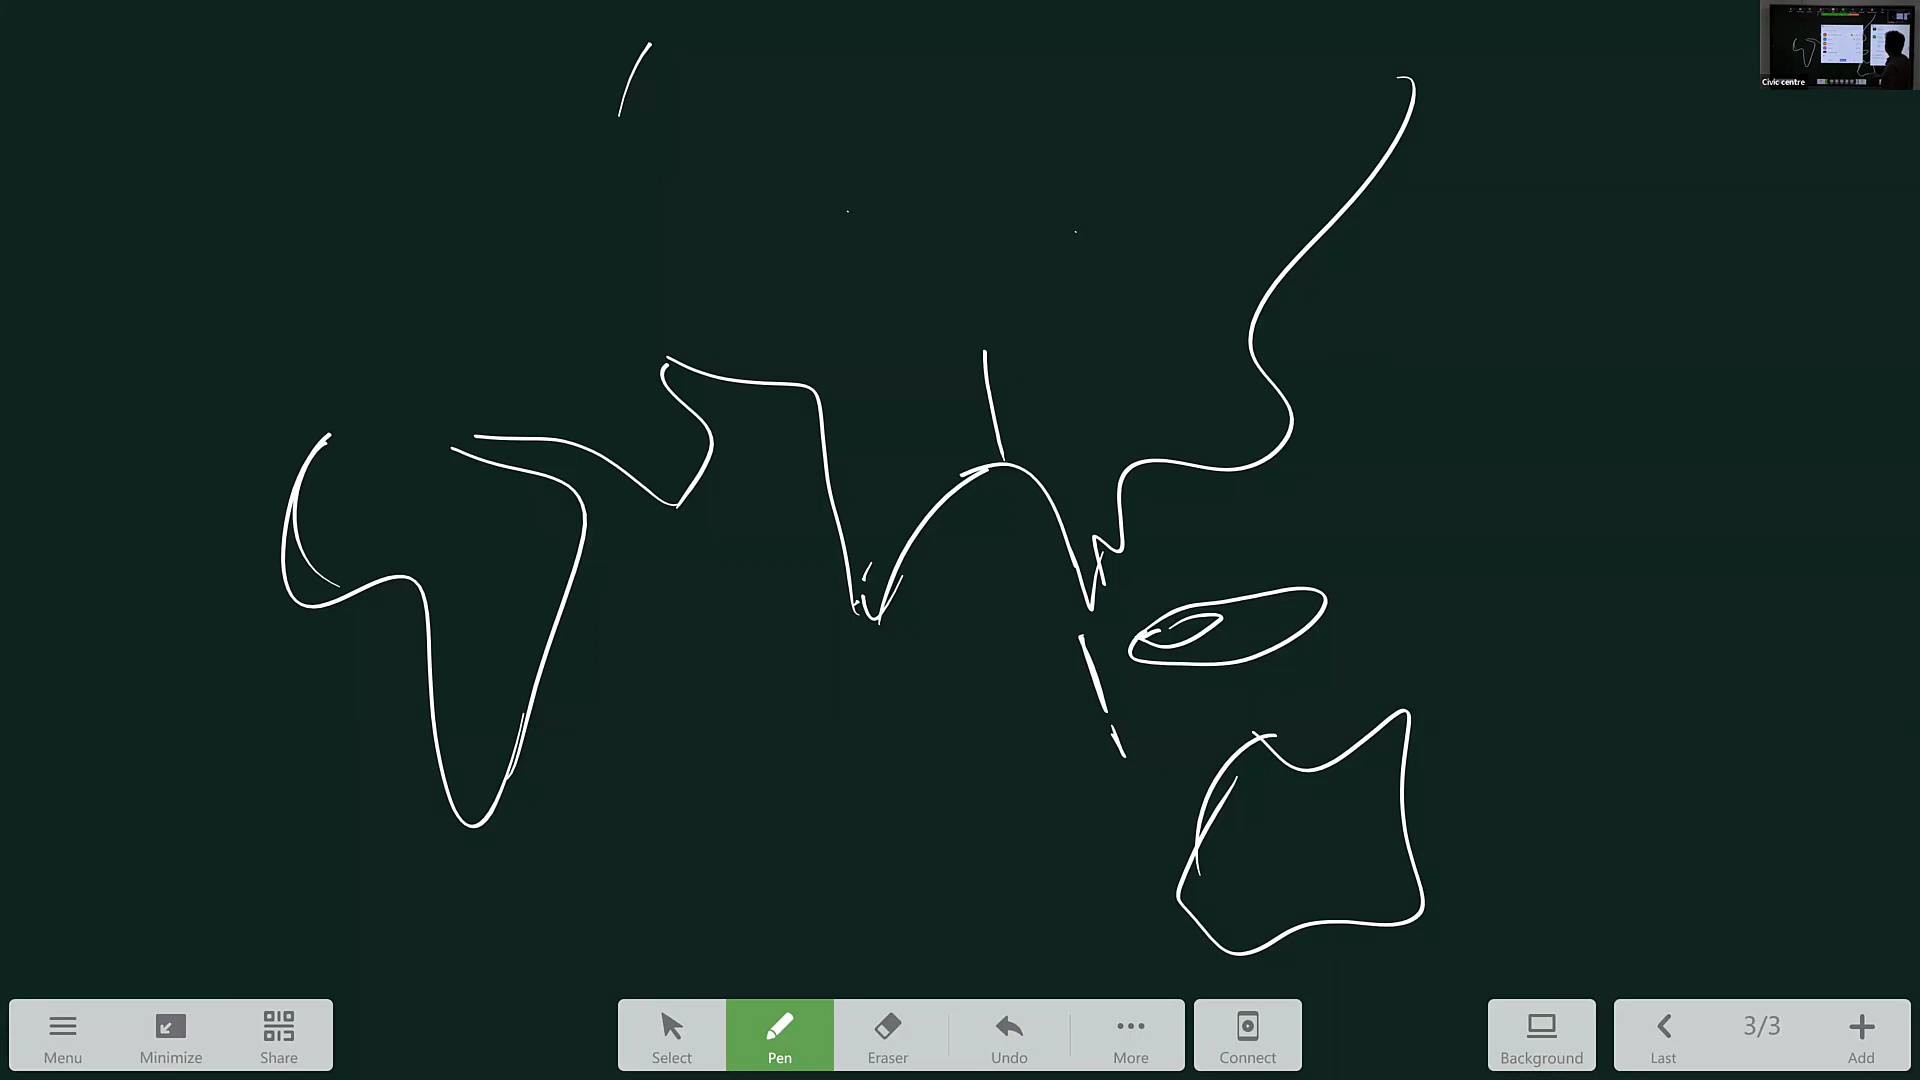 Civic centre
Menu
Minimize
Share
Select
Pen
Eraser
Undo
More
Connect
Background
Last
3/3
Add